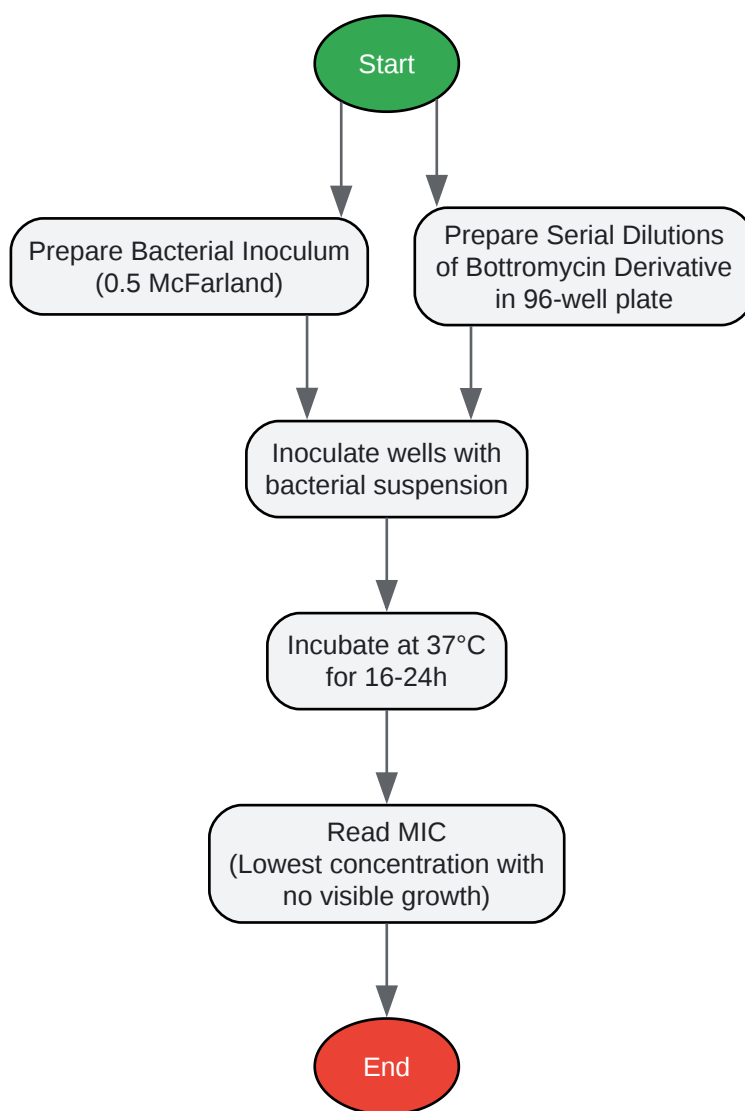 Start
Prepare Bacterial Inoculum
(0.5 McFarland)
Prepare Serial Dilutions
of Bottromycin Derivative
in 96-well plate
Inoculate wells with
bacterial suspension
Incubate at 37°C
for 16-24h
Read MIC
(Lowest concentration with
no visible growth)
End